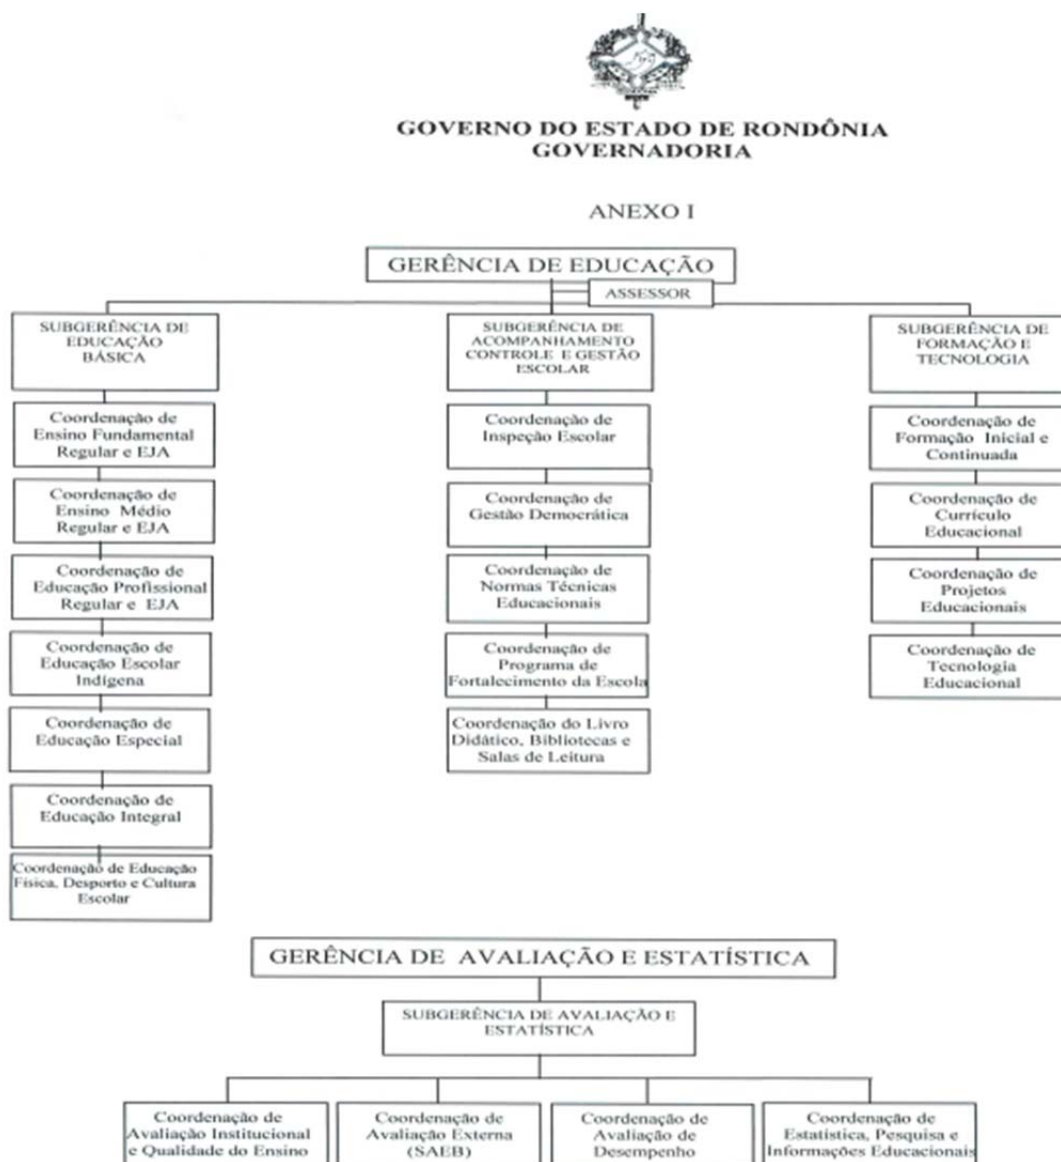 GOVERNO DO ESTADO DE RONDÔNIA
GOVERNADORIA
ANEXO I
GERÊNCIA DE EDUCAÇÃO
ASSESSOR
SUBGERÊNCIA DE
EDUCAÇÃO
BÁSICA
Coordenação de
Ensino Fundamental
Regular e EJA
Coordenação de
Ensino Médio
Regular e EJA
Coordenação de
Educação Profissional
Regular e EJA
Coordenação de
Educação Escolar
Indígena
Coordenação de
Educação Especial
Coordenação de
Educação Integral
Coordenação de Educação
Física, Desporto e Cultura
Escolar
SUBGERÊNCIA DE
ACOMPANHAMENTO
CONTROLE E GESTÃO
ESCOLAR
Coordenação de
Inspeção Escolar
Coordenação de
Gestão Democrática
Coordenação de
Normas Técnicas
Educacionais
Coordenação de
Programa de
Fortalecimento da Escola
Coordenação do Livro
Didático, Bibliotecas e
Salas de Leitura
SUBGERÊNCIA DE
FORMAÇÃO E
TECNOLOGIA
Coordenação de
Formação Inicial e
Continuada
Coordenação de
Currículo
Educacional
Coordenação de
Projetos
Educacionais
Coordenação de
Tecnologia
Educacional
GERÊNCIA DE AVALIAÇÃO E ESTATÍSTICA
SUBGERÊNCIA DE AVALIAÇÃO E
ESTATÍSTICA
Coordenação de
Avaliação Institucional
e Qualidade do Ensino
Coordenação de
Avaliação Externa
(SAEB)
Coordenação de
Avaliação de
Desempenho
Coordenação de
Estatística, Pesquisa e
Informações Educacionais